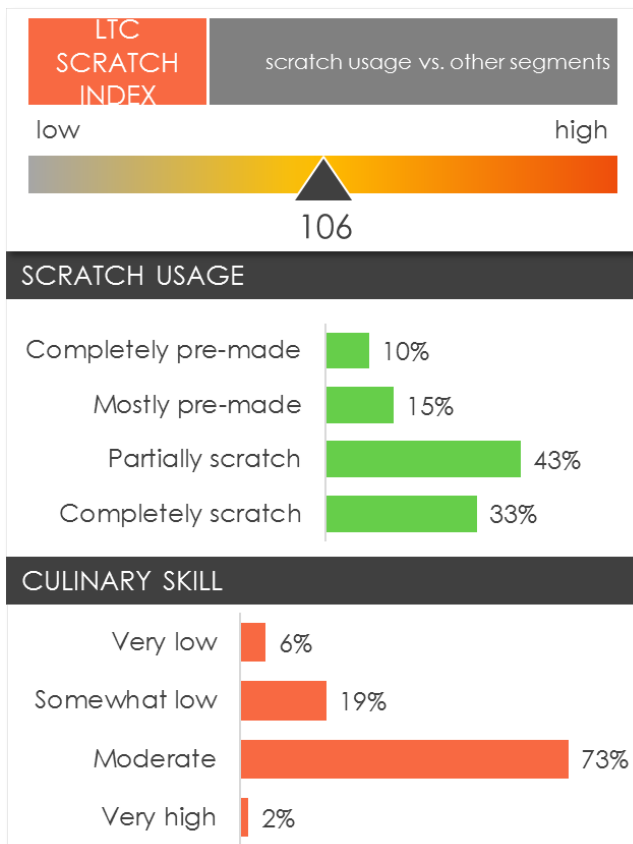 LTC
SCRATCH
INDEX
scratch usage vs. other segments
low
high
106
SCRATCH USAGE
Completely pre-made 10%
Mostly pre-made 15%
Partially scratch 43%
Completely scratch 33%
CULINARY SKILL
Very low 6%
Somewhat low 19%
Moderate 73%
Very high 2%